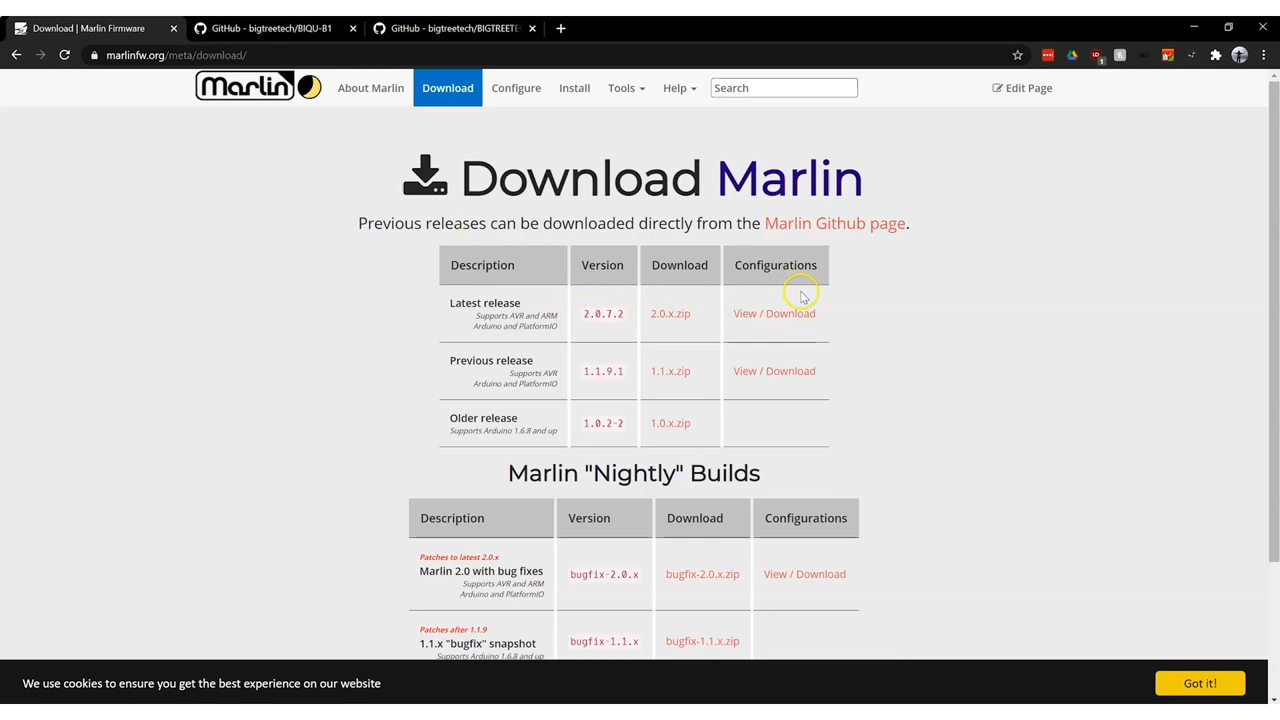 Download | Marlin Firmware
GitHub - bigtreetech/BIQU-B1
GitHub - bigtreetech/BIGTREETE
marlinfw.org/meta/download/
Marlin
About Marlin
Download
Configure
Install
Tools
Help
Search
Edit Page
Download Marlin
Previous releases can be downloaded directly from the Marlin Github page.
Description Version Download Configurations
Latest release
Supports AVR and ARM
Arduino and PlatformIO
2.0.7.2 2.0.x.zip View / Download
Previous release
Supports AVR
Arduino and PlatformIO
1.1.9.1 1.1.x.zip View / Download
Older release
Supports Arduino 1.6.8 and up
1.0.2-2 1.0.x.zip
Marlin "Nightly" Builds
Description Version Download Configurations
Patches to latest 2.0.x
Marlin 2.0 with bug fixes
Supports AVR and ARM
Arduino and PlatformIO
bugfix-2.0.x bugfix-2.0.x.zip View / Download
Patches after 1.1.9
1.1.x "bugfix" snapshot
Supports Arduino 1.6.8 and up
bugfix-1.1.x bugfix-1.1.x.zip
We use cookies to ensure you get the best experience on our website
Got it!